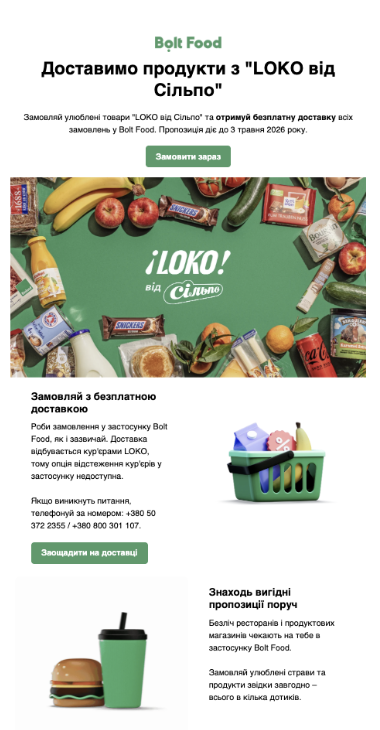 Bolt Food
Доставимо продукти з "LOKO від
Сільпо"
Замовляй улюблені товари "LOKO від Сільпо" та отримуй безплатну доставку всіх
замовлень у Bolt Food. Пропозиція діє до 3 травня 2026 року.
Замовити зараз
¡LOKO!
від Сільпо
SNICKERS
SNICKERS
Замовляй з безплатною
доставкою
Роби замовлення у застосунку Bolt
Food, як і зазвичай. Доставка
відбувається кур'єрами LOKO,
тому опція відстеження кур'єрів у
застосунку недоступна.
Якщо виникнуть питання,
телефонуй за номером: +380 50
372 2355 / +380 800 301 107.
Заощадити на доставці
%
Знаходь вигідні
пропозиції поруч
Безліч ресторанів і продуктових
магазинів чекають на тебе в
застосунку Bolt Food.
Замовляй улюблені страви та
продукти звідки завгодно –
всього в кілька дотиків.